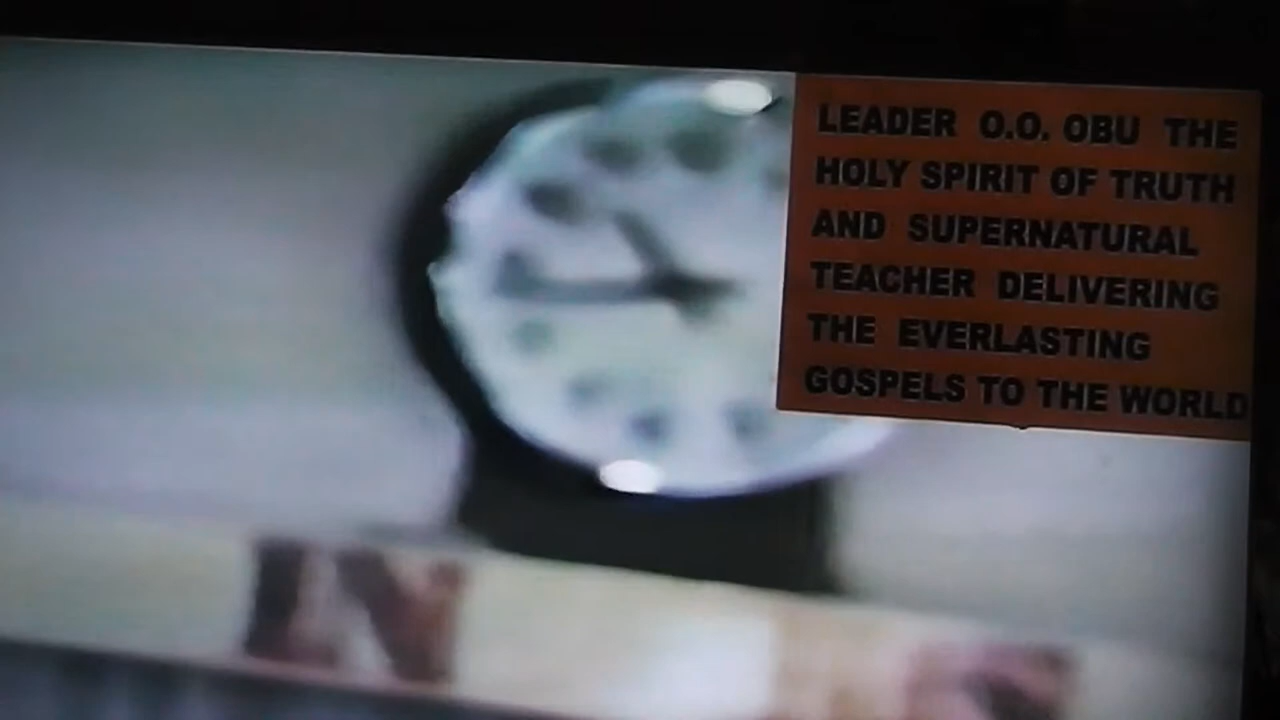 LEADER O.O. OBU THE
HOLY SPIRIT OF TRUTH
AND SUPERNATURAL
TEACHER DELIVERING
THE EVERLASTING
GOSPELS TO THE WORLD